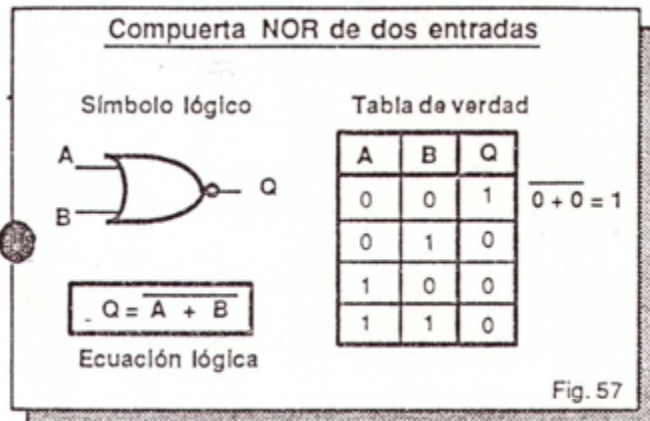 Compuerta NOR de dos entradas
Símbolo lógico
A
B
Q
Q = A + B
Ecuación lógica
Tabla de verdad
A B Q
0 0 1
0 1 0
1 0 0
1 1 0
0 + 0 = 1
Fig. 57